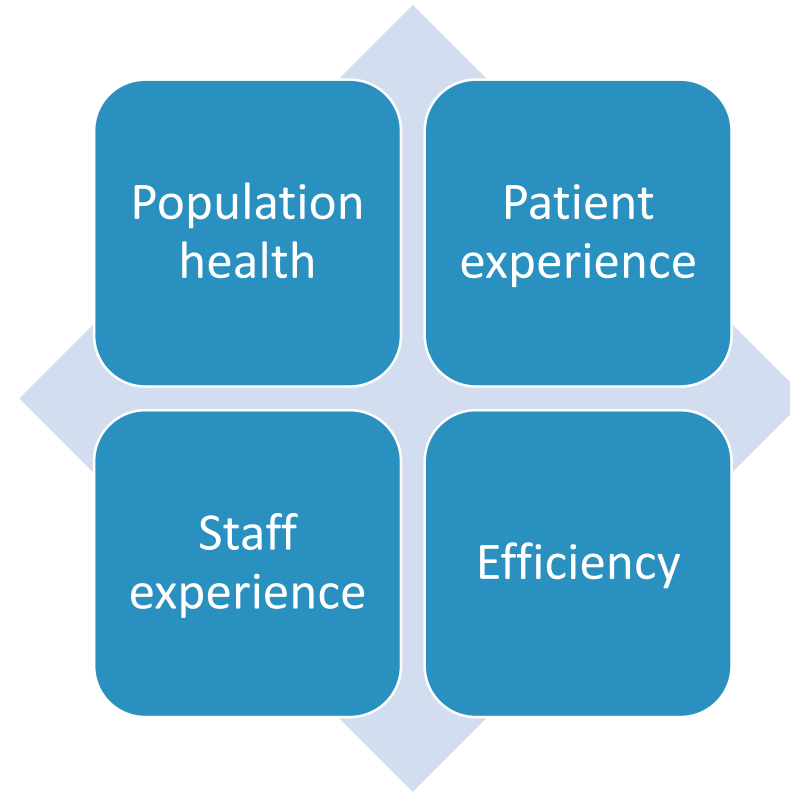 Population
health
Patient
experience
Staff
experience
Efficiency